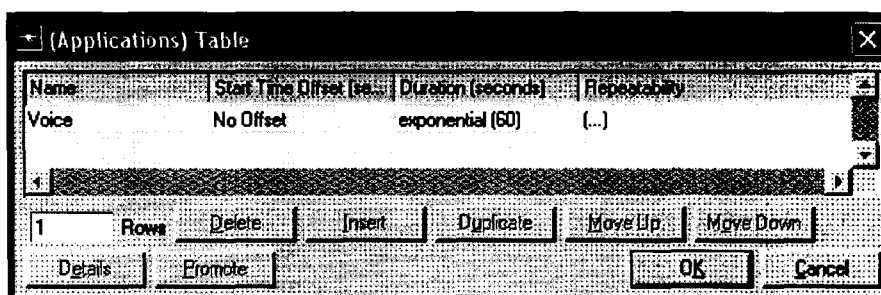 (Applications) Table
Name Start Time Offset (se... Duration (seconds) Repeatability
Voice No Offset exponential (60) (...)
1 Rows Delete Insert Duplicate Move Up Move Down
Details Promote OK Cancel